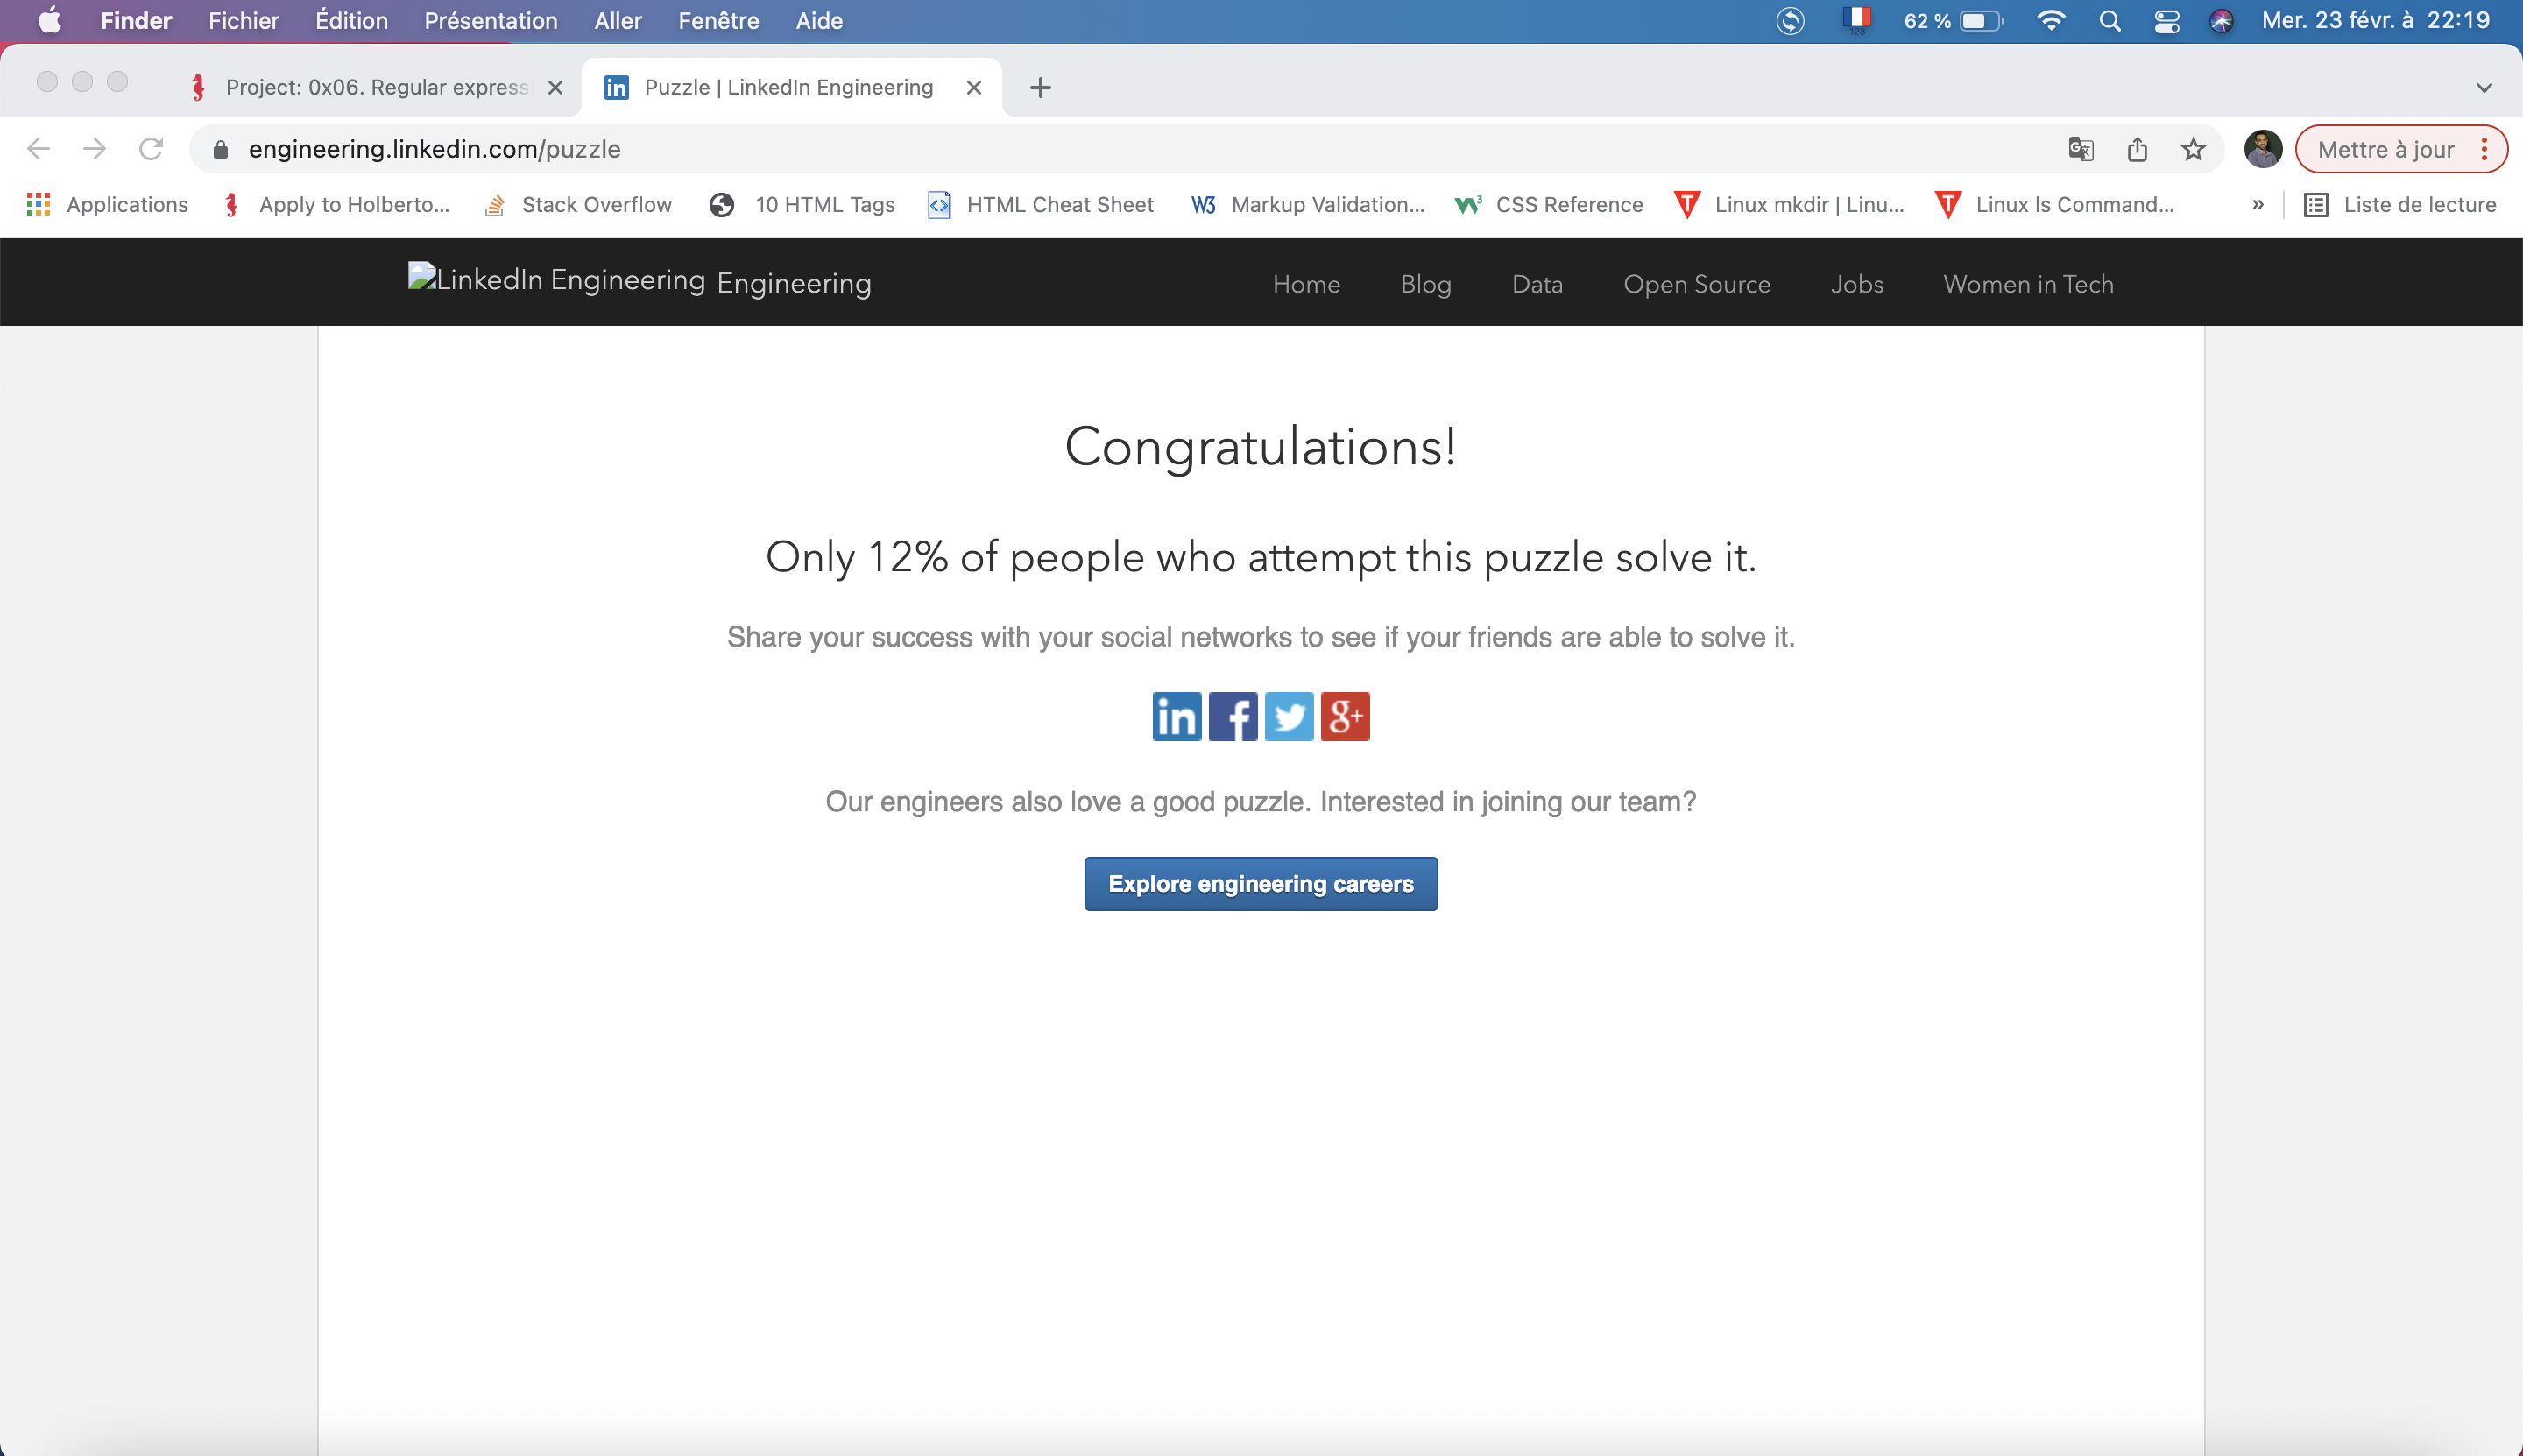 Finder Fichier Édition Présentation Aller Fenêtre Aide 123 62 % Mer. 23 févr. à 22:19
Project: 0x06. Regular express Puzzle | LinkedIn Engineering
engineering.linkedin.com/puzzle Mettre à jour
Applications Apply to Holberto... Stack Overflow 10 HTML Tags HTML Cheat Sheet W3 Markup Validation... CSS Reference Linux mkdir | Linu... Linux ls Command... » Liste de lecture
LinkedIn Engineering Engineering Home Blog Data Open Source Jobs Women in Tech
Congratulations!
Only 12% of people who attempt this puzzle solve it.
Share your success with your social networks to see if your friends are able to solve it.
in f g+
Our engineers also love a good puzzle. Interested in joining our team?
Explore engineering careers